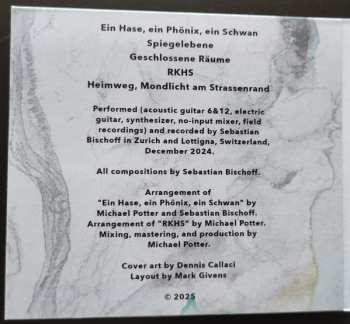 Ein Hase, ein Phönix, ein Schwan
Spiegelebene
Geschlossene Räume
RKHS
Heimweg, Mondlicht am Strassenrand
Performed (acoustic guitar 6&12, electric
guitar, synthesizer, no-input mixer, field
recordings) and recorded by Sebastian
Bischoff in Zurich and Lottigna, Switzerland,
December 2024.
All compositions by Sebastian Bischoff.
Arrangement of
"Ein Hase, ein Phönix, ein Schwan" by
Michael Potter and Sebastian Bischoff.
Arrangement of "RKHS" by Michael Potter.
Mixing, mastering, and production by
Michael Potter.
Cover art by Dennis Callaci
Layout by Mark Givens
© 2025